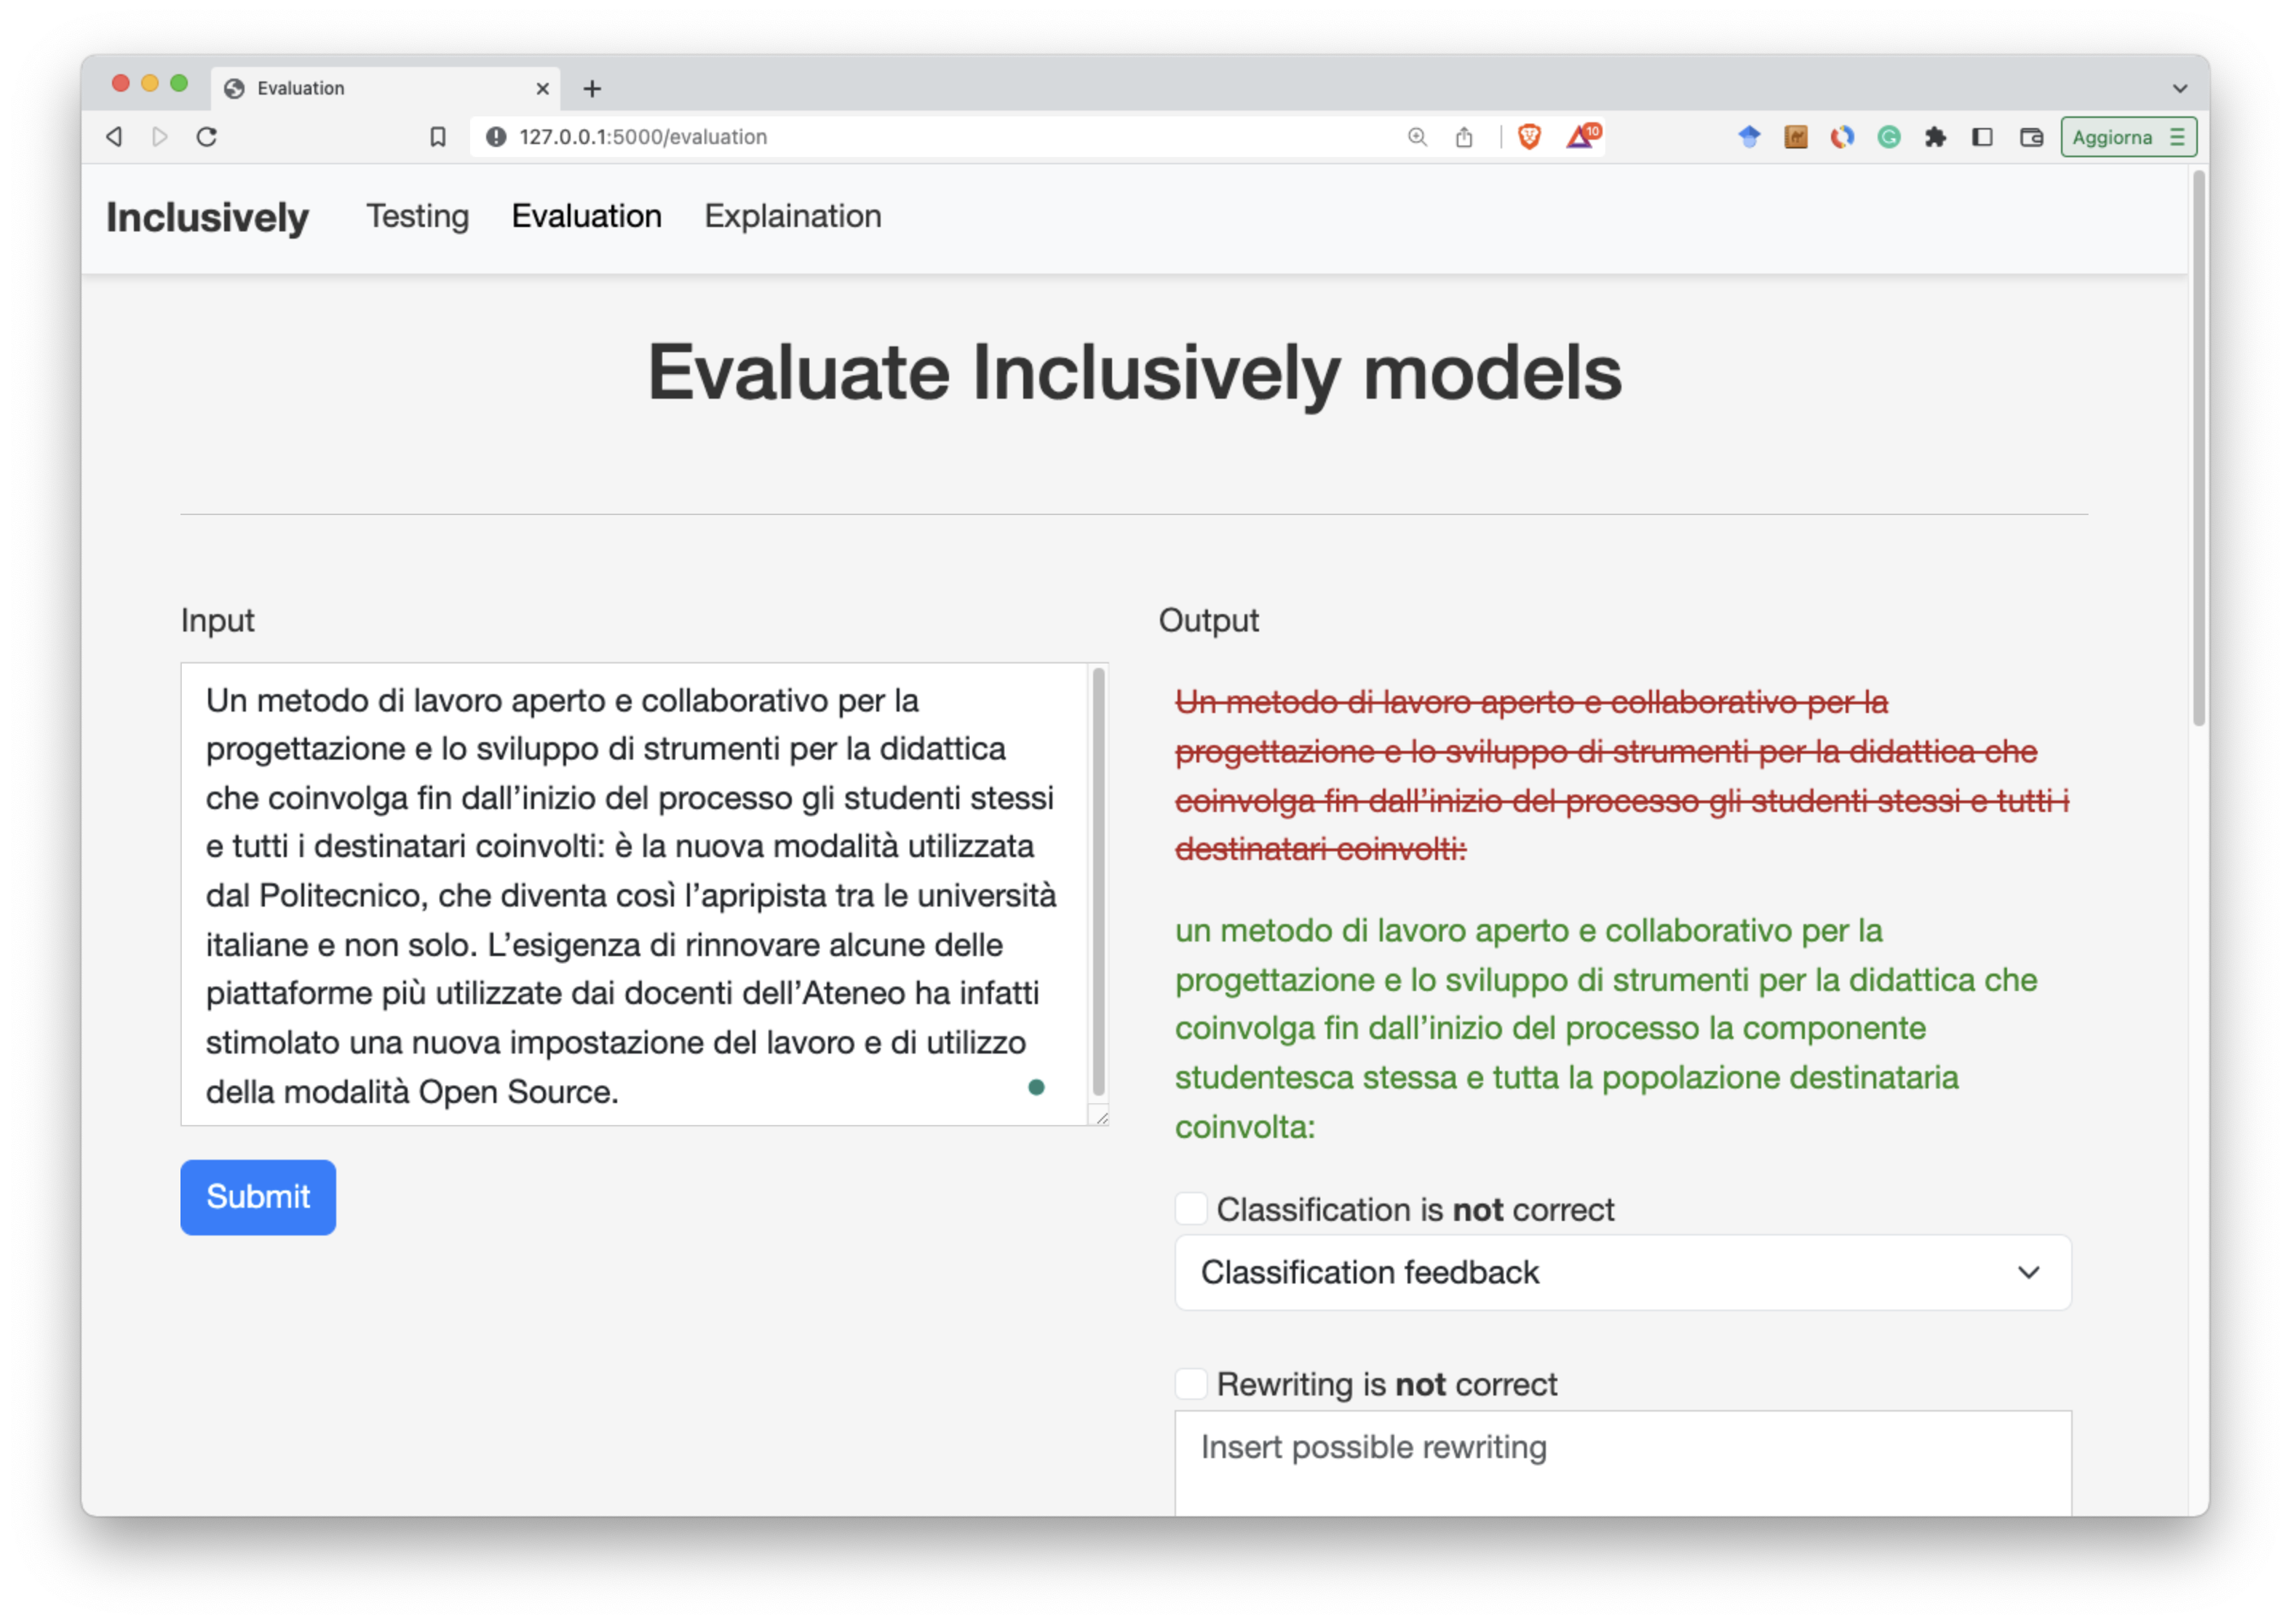 Evaluation
127.0.0.1:5000/evaluation
10
Aggiorna
Inclusively Testing Evaluation Explaination
Evaluate Inclusively models
Input
Un metodo di lavoro aperto e collaborativo per la
progettazione e lo sviluppo di strumenti per la didattica
che coinvolga fin dall’inizio del processo gli studenti stessi
e tutti i destinatari coinvolti: è la nuova modalità utilizzata
dal Politecnico, che diventa così l’apripista tra le università
italiane e non solo. L’esigenza di rinnovare alcune delle
piattaforme più utilizzate dai docenti dell’Ateneo ha infatti
stimolato una nuova impostazione del lavoro e di utilizzo
della modalità Open Source.
Submit
Output
Un metodo di lavoro aperto e collaborativo per la
progettazione e lo sviluppo di strumenti per la didattica che
coinvolga fin dall’inizio del processo gli studenti stessi e tutti i
destinatari coinvolti:
un metodo di lavoro aperto e collaborativo per la
progettazione e lo sviluppo di strumenti per la didattica che
coinvolga fin dall’inizio del processo la componente
studentesca stessa e tutta la popolazione destinataria
coinvolta:
Classification is not correct
Classification feedback
Rewriting is not correct
Insert possible rewriting